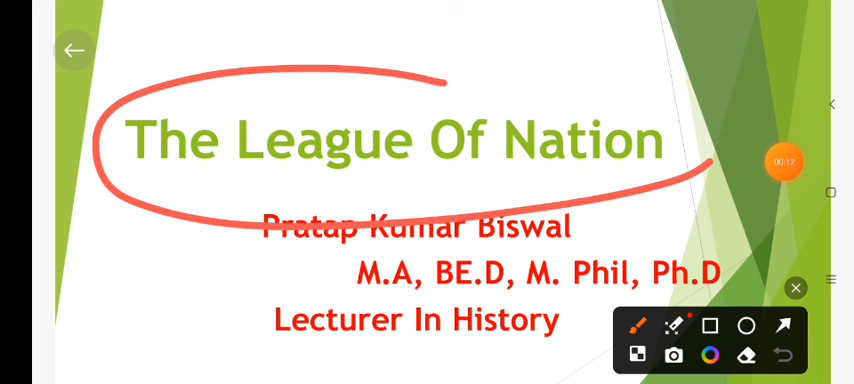 The League Of Nation
00:12
Pratap Kumar Biswal
M.A, BE.D, M. Phil, Ph.D
Lecturer In History